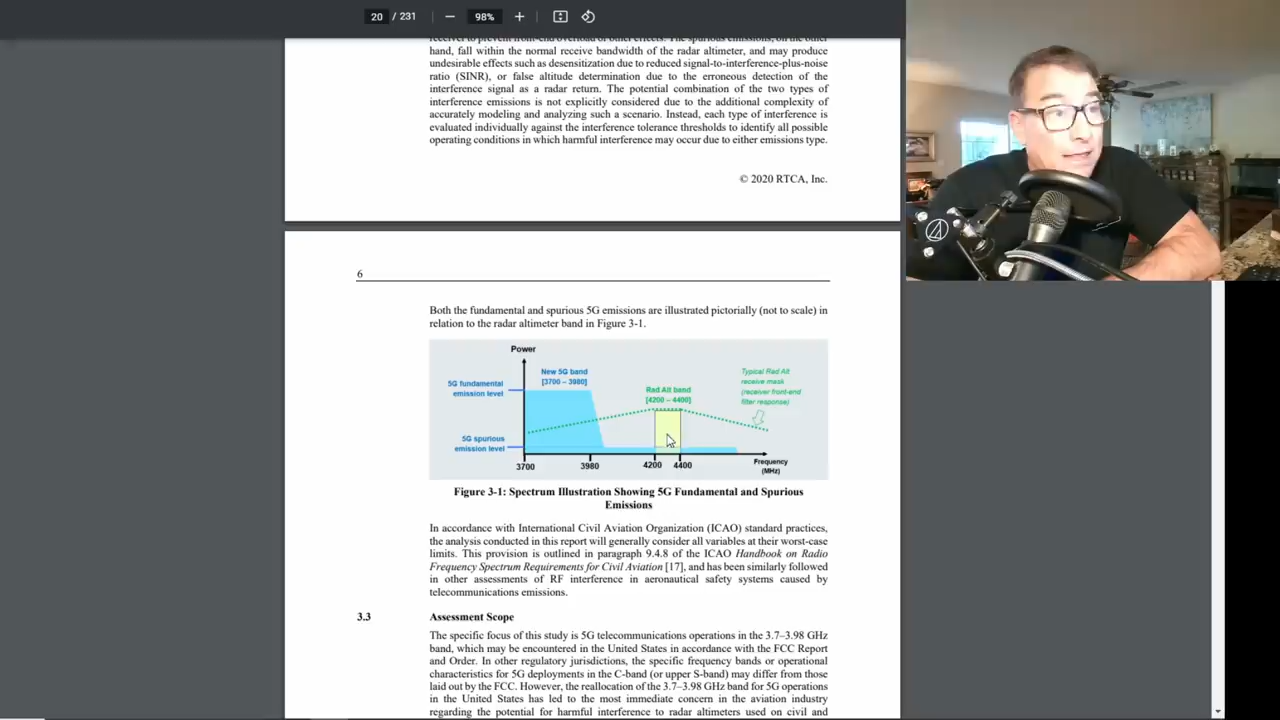 20 / 231
98%
receiver to prevent front-end overload or other effects. The spurious emissions, on the other
hand, fall within the normal receive bandwidth of the radar altimeter, and may produce
undesirable effects such as desensitization due to reduced signal-to-interference-plus-noise
ratio (SINR), or false altitude determination due to the erroneous detection of the
interference signal as a radar return. The potential combination of the two types of
interference emissions is not explicitly considered due to the additional complexity of
accurately modeling and analyzing such a scenario. Instead, each type of interference is
evaluated individually against the interference tolerance thresholds to identify all possible
operating conditions in which harmful interference may occur due to either emissions type.
© 2020 RTCA, Inc.
6
Both the fundamental and spurious 5G emissions are illustrated pictorially (not to scale) in
relation to the radar altimeter band in Figure 3-1.
Power
5G fundamental
emission level
New 5G band
[3700 – 3980]
Rad Alt band
[4200 – 4400]
Typical Rad Alt
receive mask
(receiver front-end
filter response)
5G spurious
emission level
3700
3980
4200
4400
Frequency
(MHz)
Figure 3-1: Spectrum Illustration Showing 5G Fundamental and Spurious
Emissions
In accordance with International Civil Aviation Organization (ICAO) standard practices,
the analysis conducted in this report will generally consider all variables at their worst-case
limits. This provision is outlined in paragraph 9.4.8 of the ICAO Handbook on Radio
Frequency Spectrum Requirements for Civil Aviation [17], and has been similarly followed
in other assessments of RF interference in aeronautical safety systems caused by
telecommunications emissions.
3.3 Assessment Scope
The specific focus of this study is 5G telecommunications operations in the 3.7–3.98 GHz
band, which may be encountered in the United States in accordance with the FCC Report
and Order. In other regulatory jurisdictions, the specific frequency bands or operational
characteristics for 5G deployments in the C-band (or upper S-band) may differ from those
laid out by the FCC. However, the reallocation of the 3.7–3.98 GHz band for 5G operations
in the United States has led to the most immediate concern in the aviation industry
regarding the potential for harmful interference to radar altimeters used on civil and